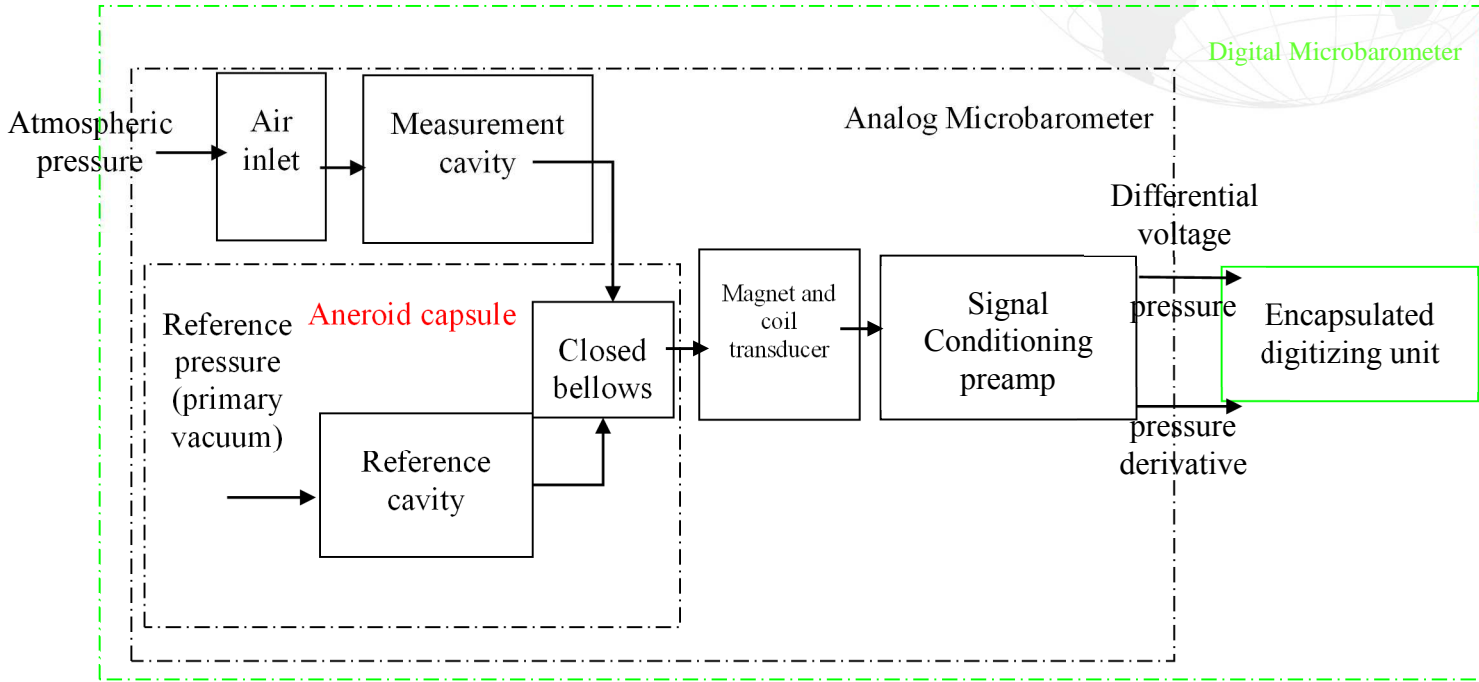 Digital Microbarometer
Analog Microbarometer
Atmospheric
pressure
Air
inlet
Measurement
cavity
Aneroid capsule
Reference
pressure
(primary
vacuum)
Reference
cavity
Closed
bellows
Magnet and
coil
transducer
Signal
Conditioning
preamp
Differential
voltage
pressure
pressure
derivative
Encapsulated
digitizing unit